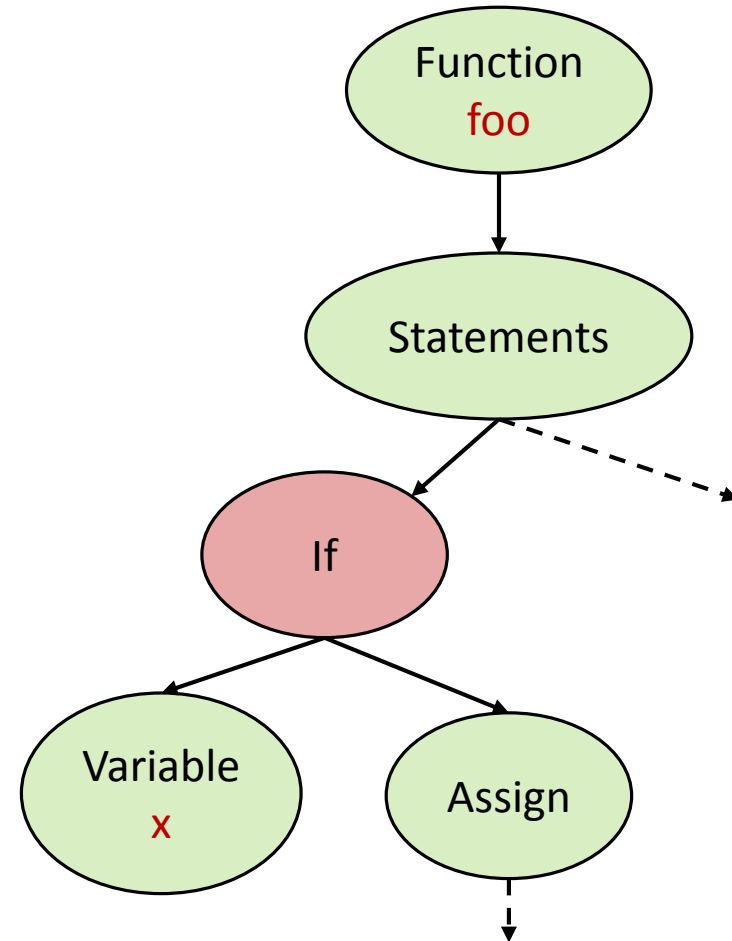 Function
foo
Statements
If
Variable
x
Assign